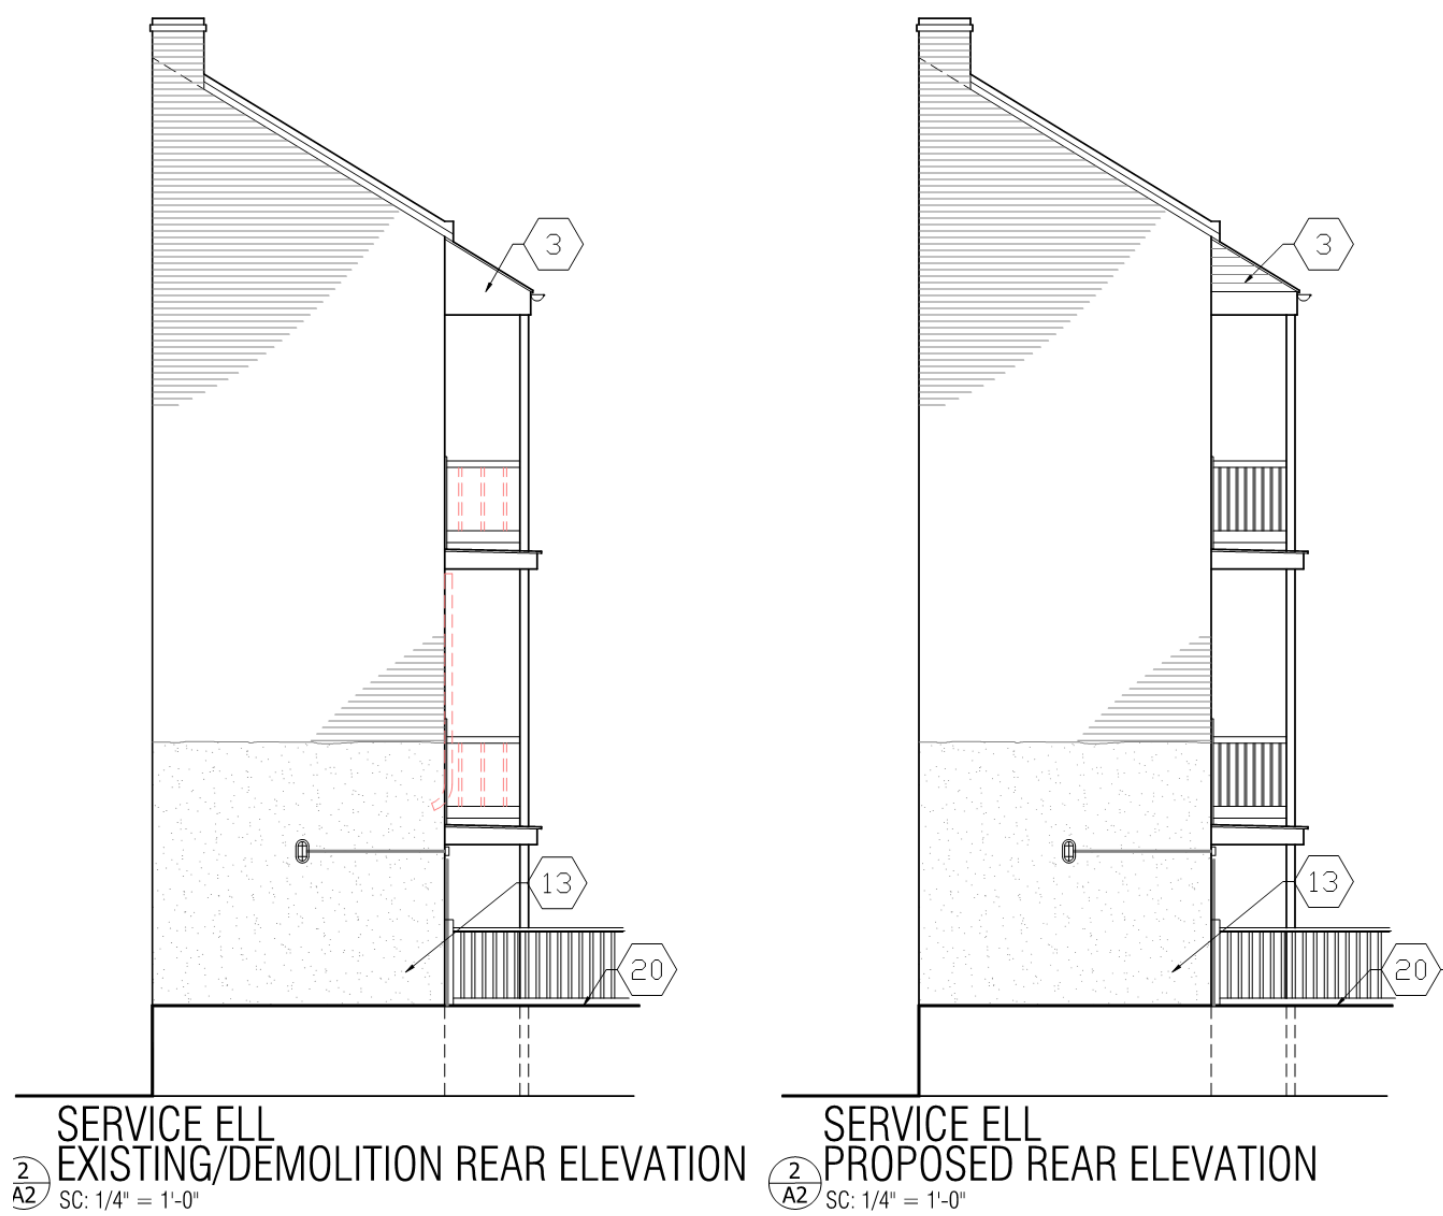 3
3
13
13
20
20
SERVICE ELL
EXISTING/DEMOLITION REAR ELEVATION
2
A2
SC: 1/4" = 1'-0"
SERVICE ELL
PROPOSED REAR ELEVATION
2
A2
SC: 1/4" = 1'-0"